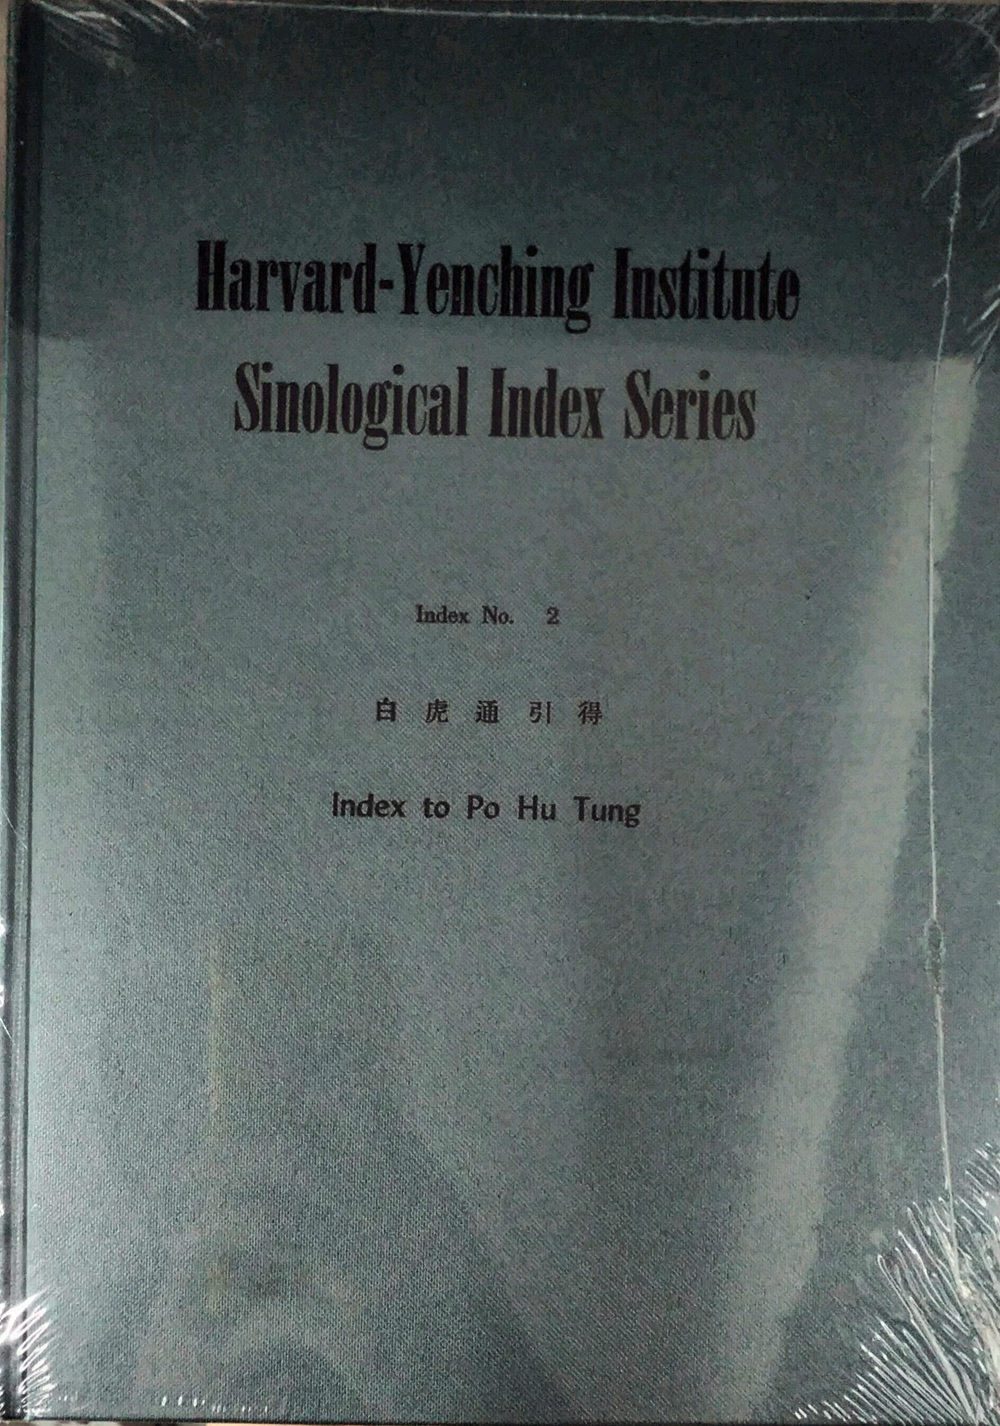 Harvard-Yenching Institute
Sinological Index Series
Index No. 2
白虎通引得
Index to Po Hu Tung